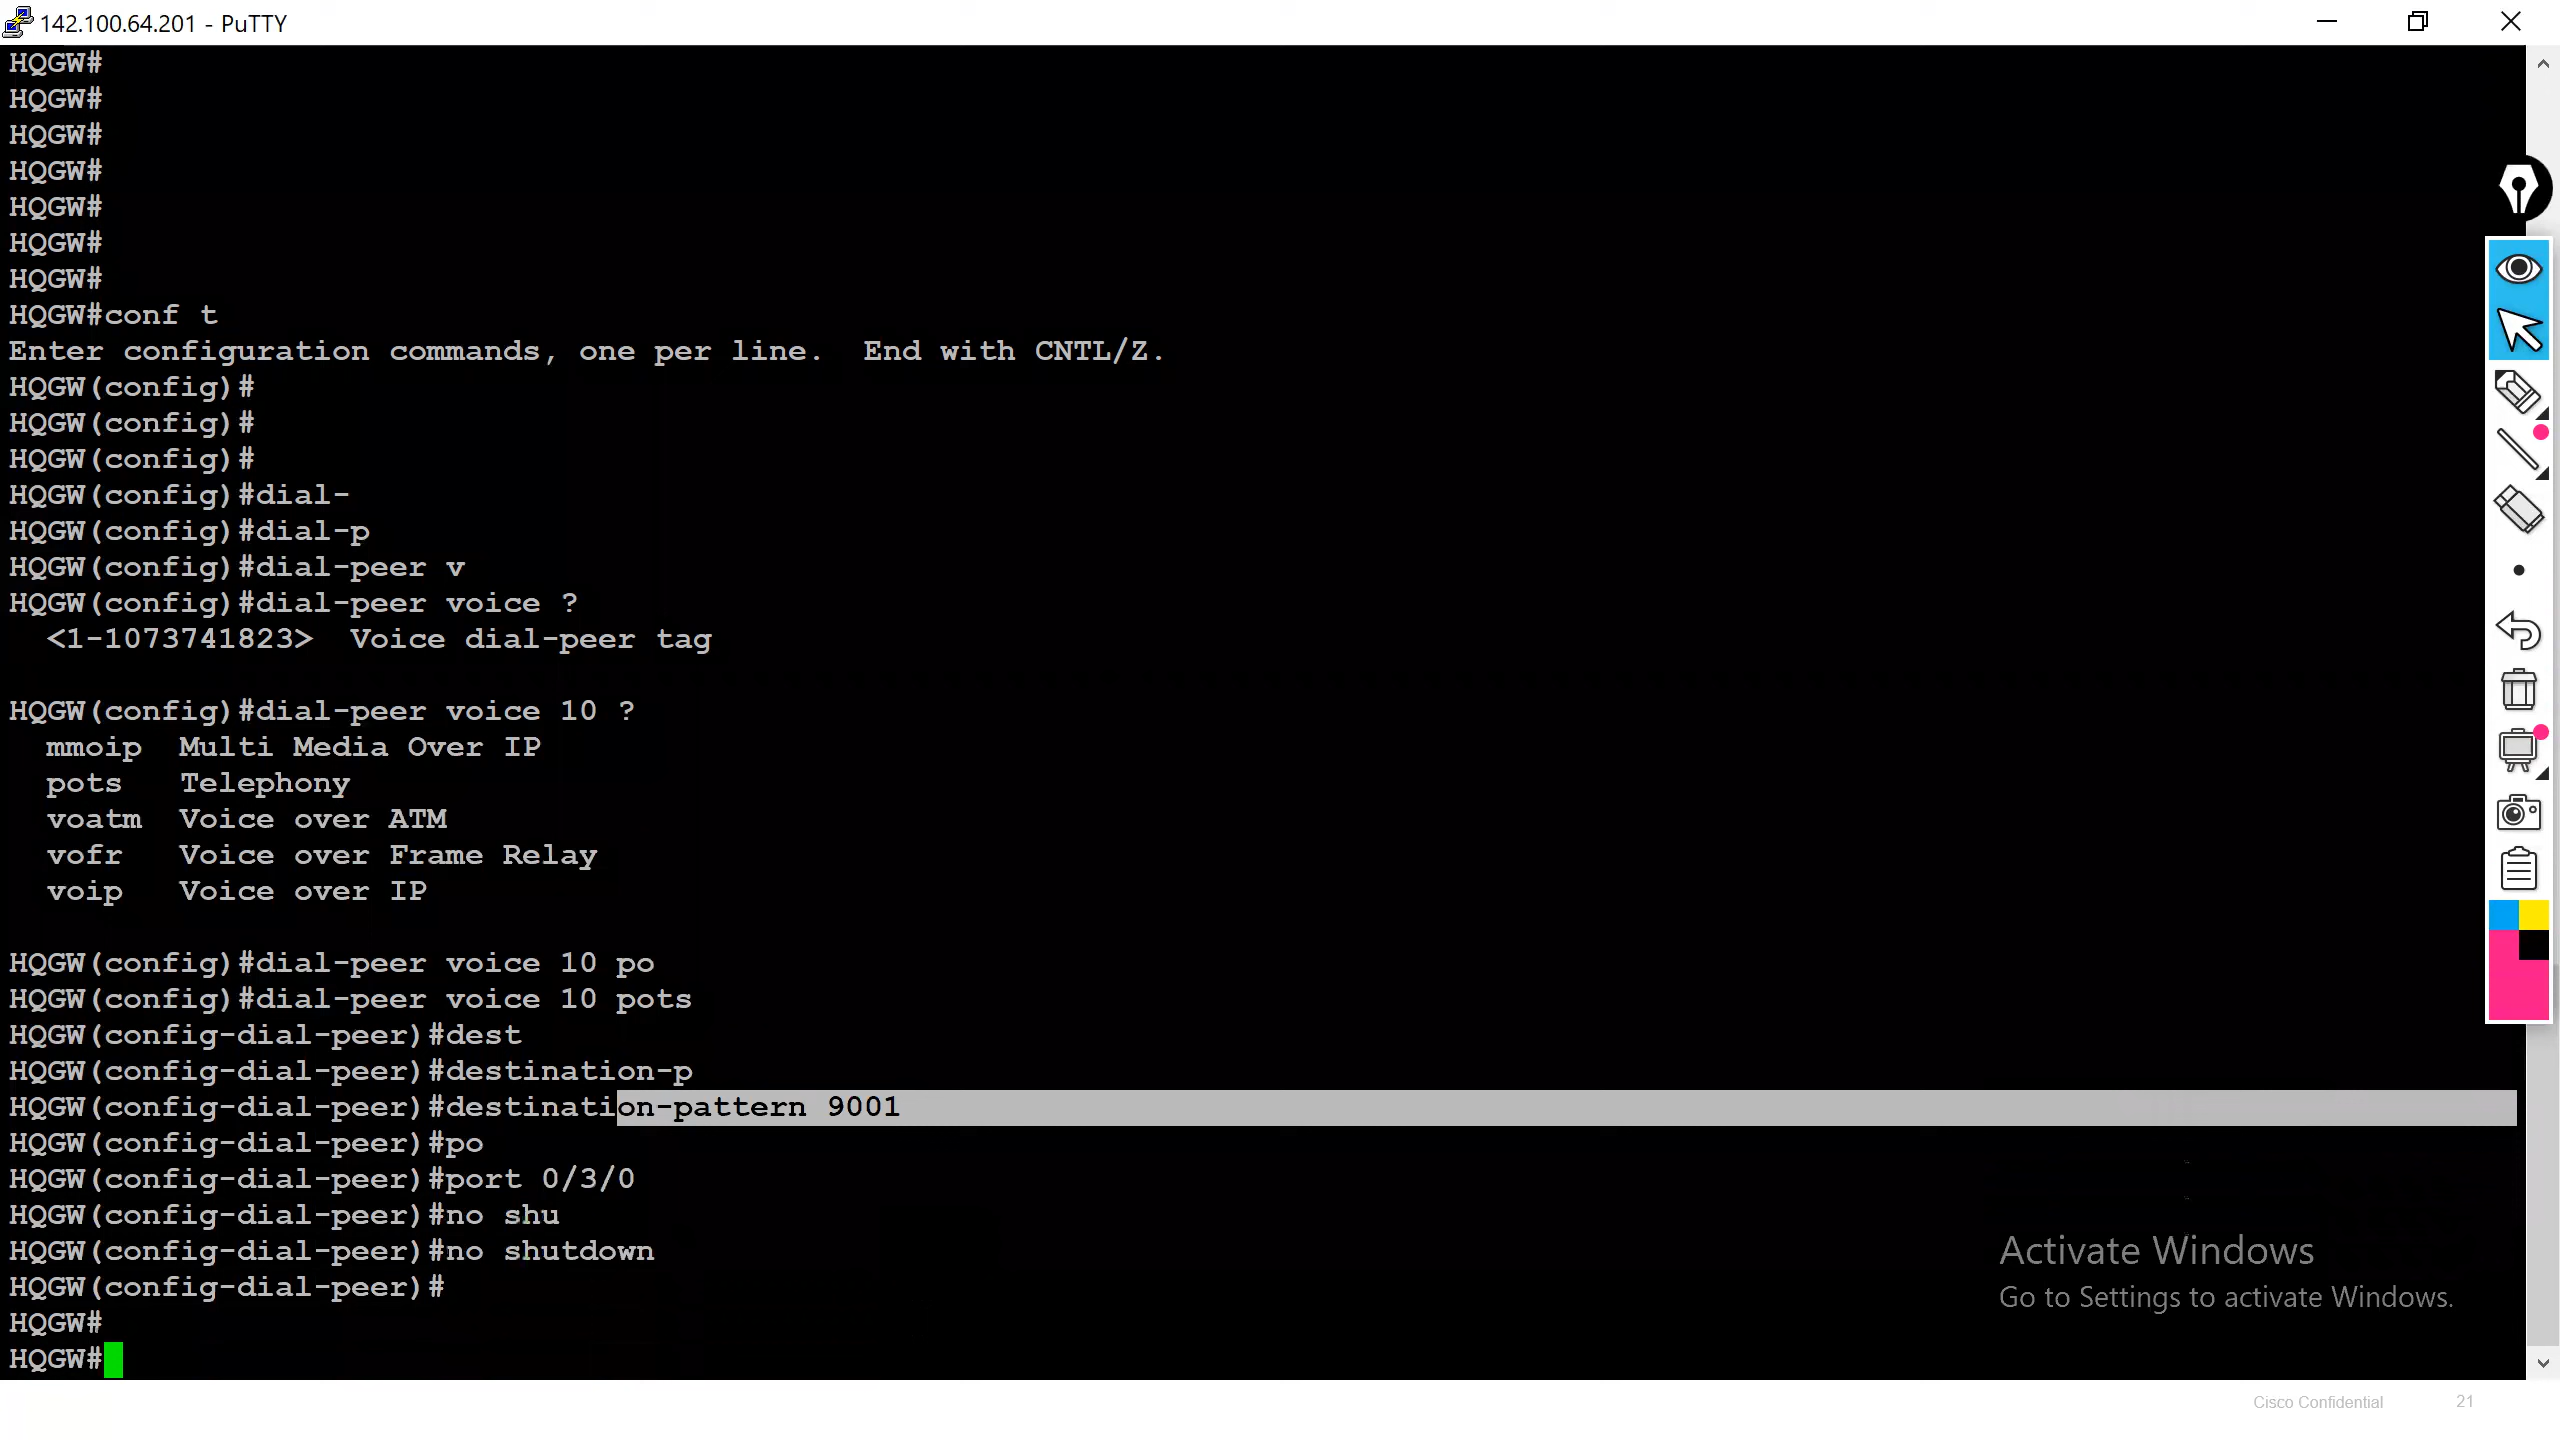 142.100.64.201 - PuTTY
HQGW#
HQGW#
HQGW#
HQGW#
HQGW#
HQGW#
HQGW#
HQGW#conf t
Enter configuration commands, one per line.  End with CNTL/Z.
HQGW(config)#
HQGW(config)#
HQGW(config)#
HQGW(config)#dial-
HQGW(config)#dial-p
HQGW(config)#dial-peer v
HQGW(config)#dial-peer voice ?
  <1-1073741823>  Voice dial-peer tag
HQGW(config)#dial-peer voice 10 ?
  mmoip  Multi Media Over IP
  pots   Telephony
  voatm  Voice over ATM
  vofr   Voice over Frame Relay
  voip   Voice over IP
HQGW(config)#dial-peer voice 10 po
HQGW(config)#dial-peer voice 10 pots
HQGW(config-dial-peer)#dest
HQGW(config-dial-peer)#destination-p
HQGW(config-dial-peer)#destination-pattern 9001
HQGW(config-dial-peer)#po
HQGW(config-dial-peer)#port 0/3/0
HQGW(config-dial-peer)#no shu
HQGW(config-dial-peer)#no shutdown
HQGW(config-dial-peer)#
HQGW#
HQGW#
Activate Windows
Go to Settings to activate Windows.
Cisco Confidential
21